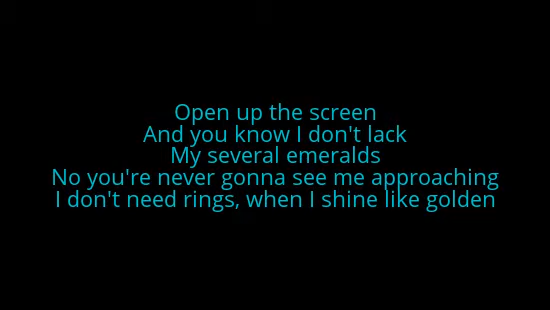 Open up the screen
And you know I don't lack
My several emeralds
No you're never gonna see me approaching
I don't need rings, when I shine like golden